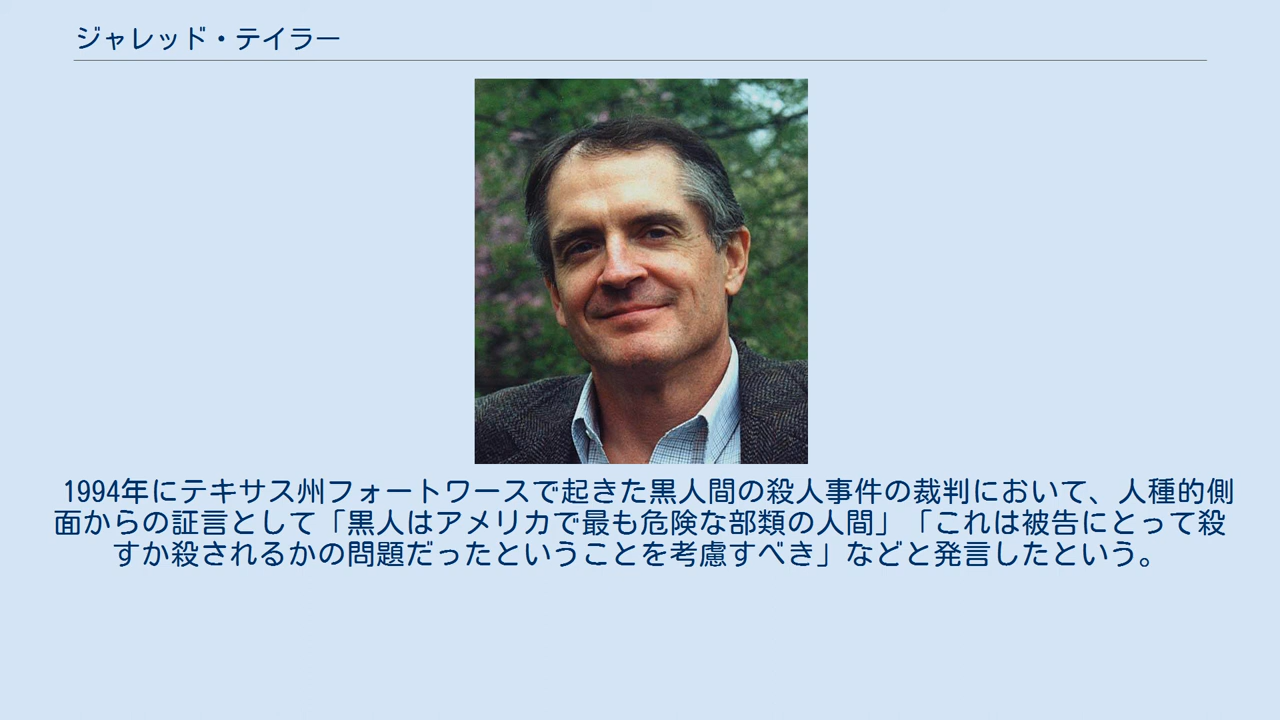 ジャレッド・テイラー
1994年にテキサス州フォートワースで起きた黒人間の殺人事件の裁判において、人種的側
面からの証言として「黒人はアメリカで最も危険な部類の人間」「これは被告にとって殺
すか殺されるかの問題だったということを考慮すべき」などと発言したという。